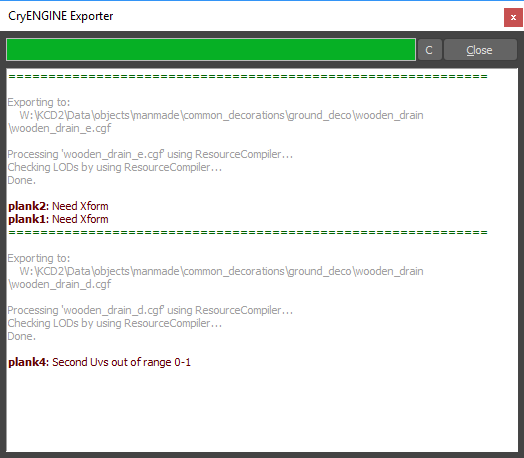 CryENGINE Exporter
x
C
Close
============================================================
Exporting to:
W:\KCD2\Data\objects\manmade\common_decorations\ground_deco\wooden_drain
\wooden_drain_e.cgf
Processing 'wooden_drain_e.cgf' using ResourceCompiler...
Checking LODs by using ResourceCompiler...
Done.
plank2: Need Xform
plank1: Need Xform
============================================================
Exporting to:
W:\KCD2\Data\objects\manmade\common_decorations\ground_deco\wooden_drain
\wooden_drain_d.cgf
Processing 'wooden_drain_d.cgf' using ResourceCompiler...
Checking LODs by using ResourceCompiler...
Done.
plank4: Second Uvs out of range 0-1